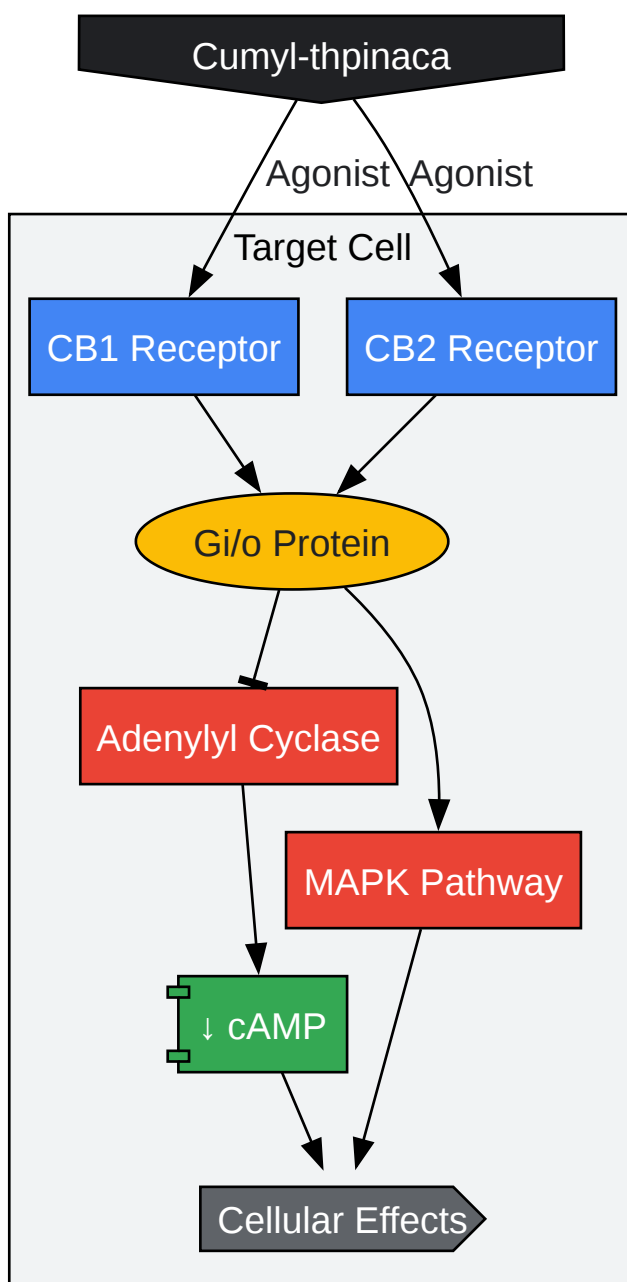 Cumyl-thpinaca
Agonist
Agonist
Target Cell
CB1 Receptor
CB2 Receptor
Gi/o Protein
Adenylyl Cyclase
MAPK Pathway
↓ cAMP
Cellular Effects